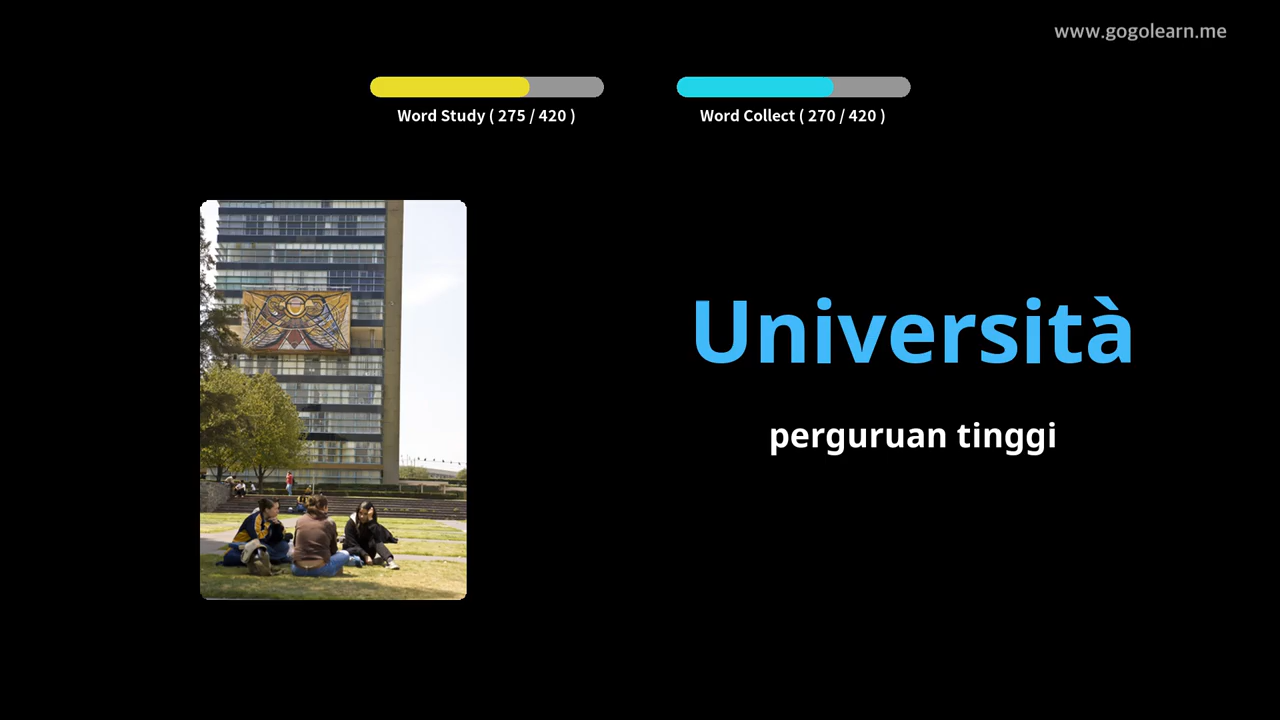 www.gogolearn.me
Word Study ( 275 / 420 )
Word Collect ( 270 / 420 )
Università
perguruan tinggi